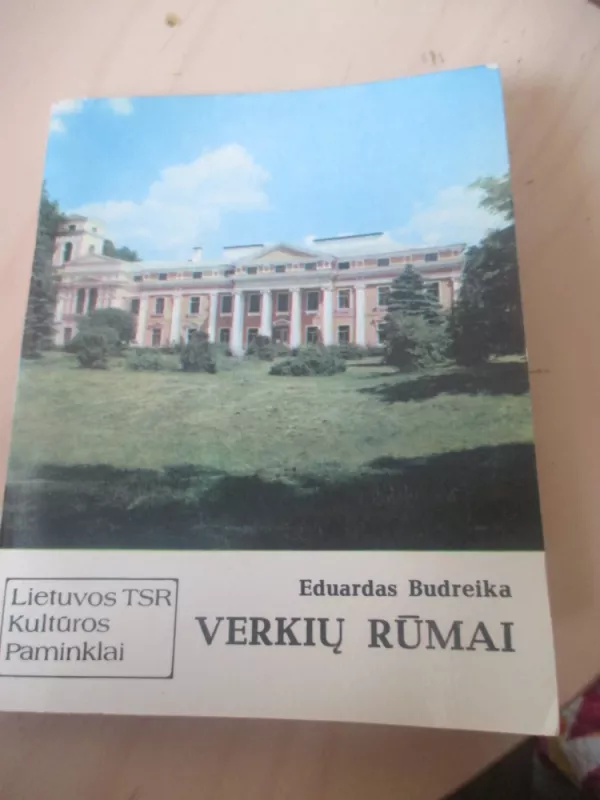 Lietuvos TSR
Kultūros
Paminklai
Eduardas Budreika
VERKIŲ RŪMAI